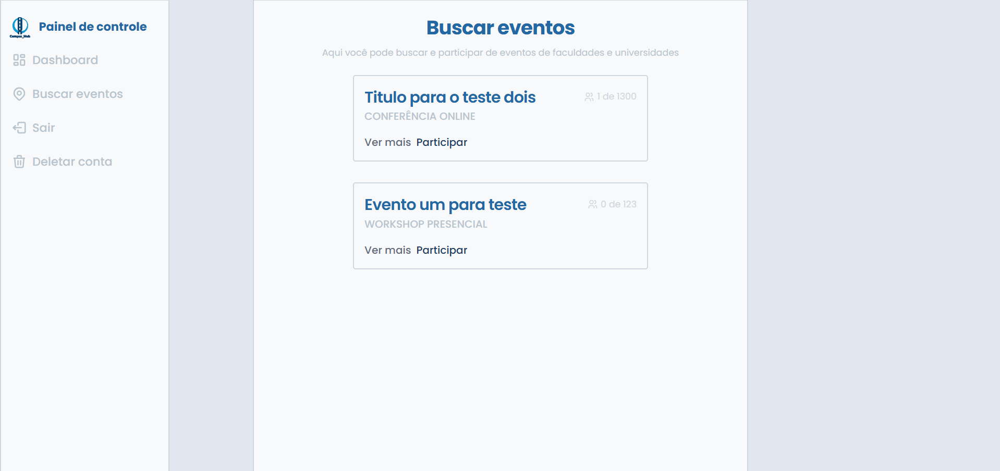 Campus_Hub
Painel de controle
Dashboard
Buscar eventos
Sair
Deletar conta
Buscar eventos
Aqui você pode buscar e participar de eventos de faculdades e universidades
Titulo para o teste dois
1 de 1300
CONFERÊNCIA ONLINE
Ver mais Participar
Evento um para teste
0 de 123
WORKSHOP PRESENCIAL
Ver mais Participar